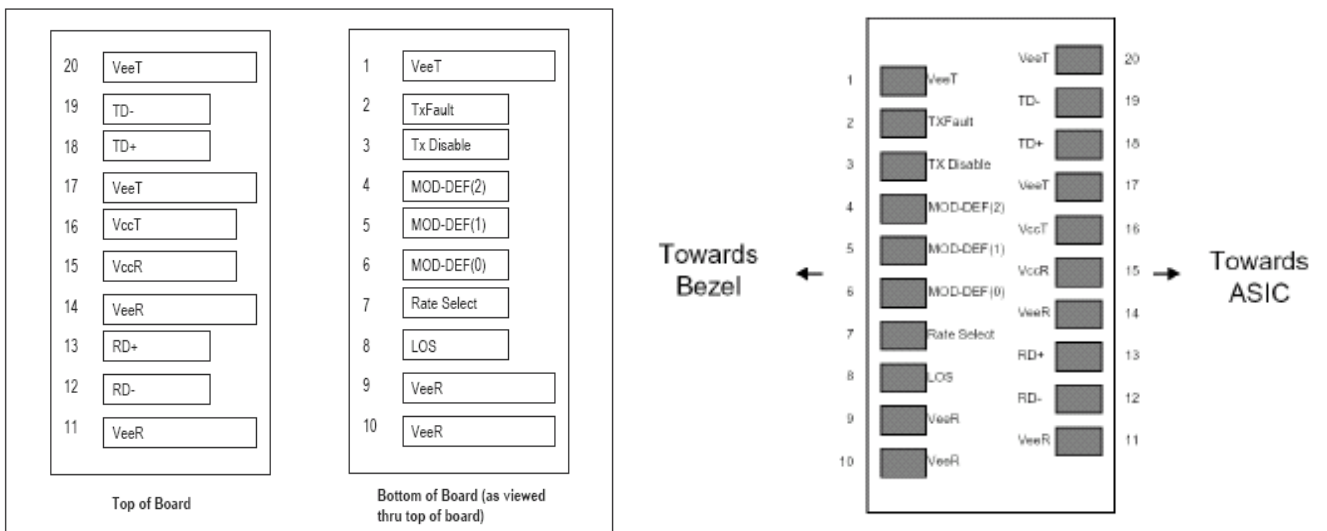 20 VeeT
19 TD-
18 TD+
17 VeeT
16 VccT
15 VccR
14 VeeR
13 RD+
12 RD-
11 VeeR
Top of Board
1 VeeT
2 TxFault
3 Tx Disable
4 MOD-DEF(2)
5 MOD-DEF(1)
6 MOD-DEF(0)
7 Rate Select
8 LOS
9 VeeR
10 VeeR
Bottom of Board (as viewed
thru top of board)
Towards
Bezel
1 VeeT
2 TXFault
3 TX Disable
4 MOD-DEF(2)
5 MOD-DEF(1)
6 MOD-DEF(0)
7 Rate Select
8 LOS
9 VeeR
10 VeeR
VeeT 20
TD- 19
TD+ 18
VeeT 17
VccT 16
VccR 15
VeeR 14
RD+ 13
RD- 12
VeeR 11
Towards
ASIC